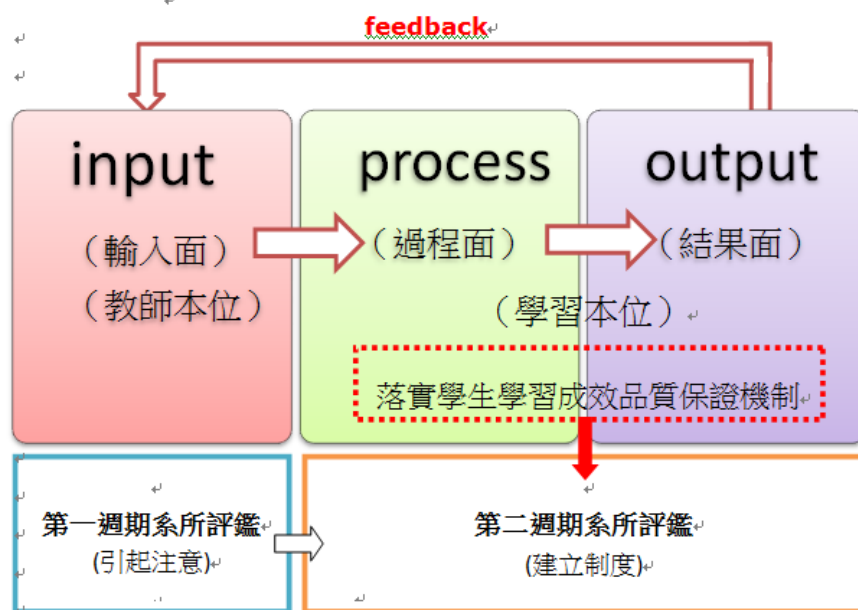 feedback
input
process
output
（輸入面）
（過程面）
（結果面）
（教師本位）
（學習本位）
落實學生學習成效品質保證機制
第一週期系所評鑑
(引起注意)
第二週期系所評鑑
(建立制度)